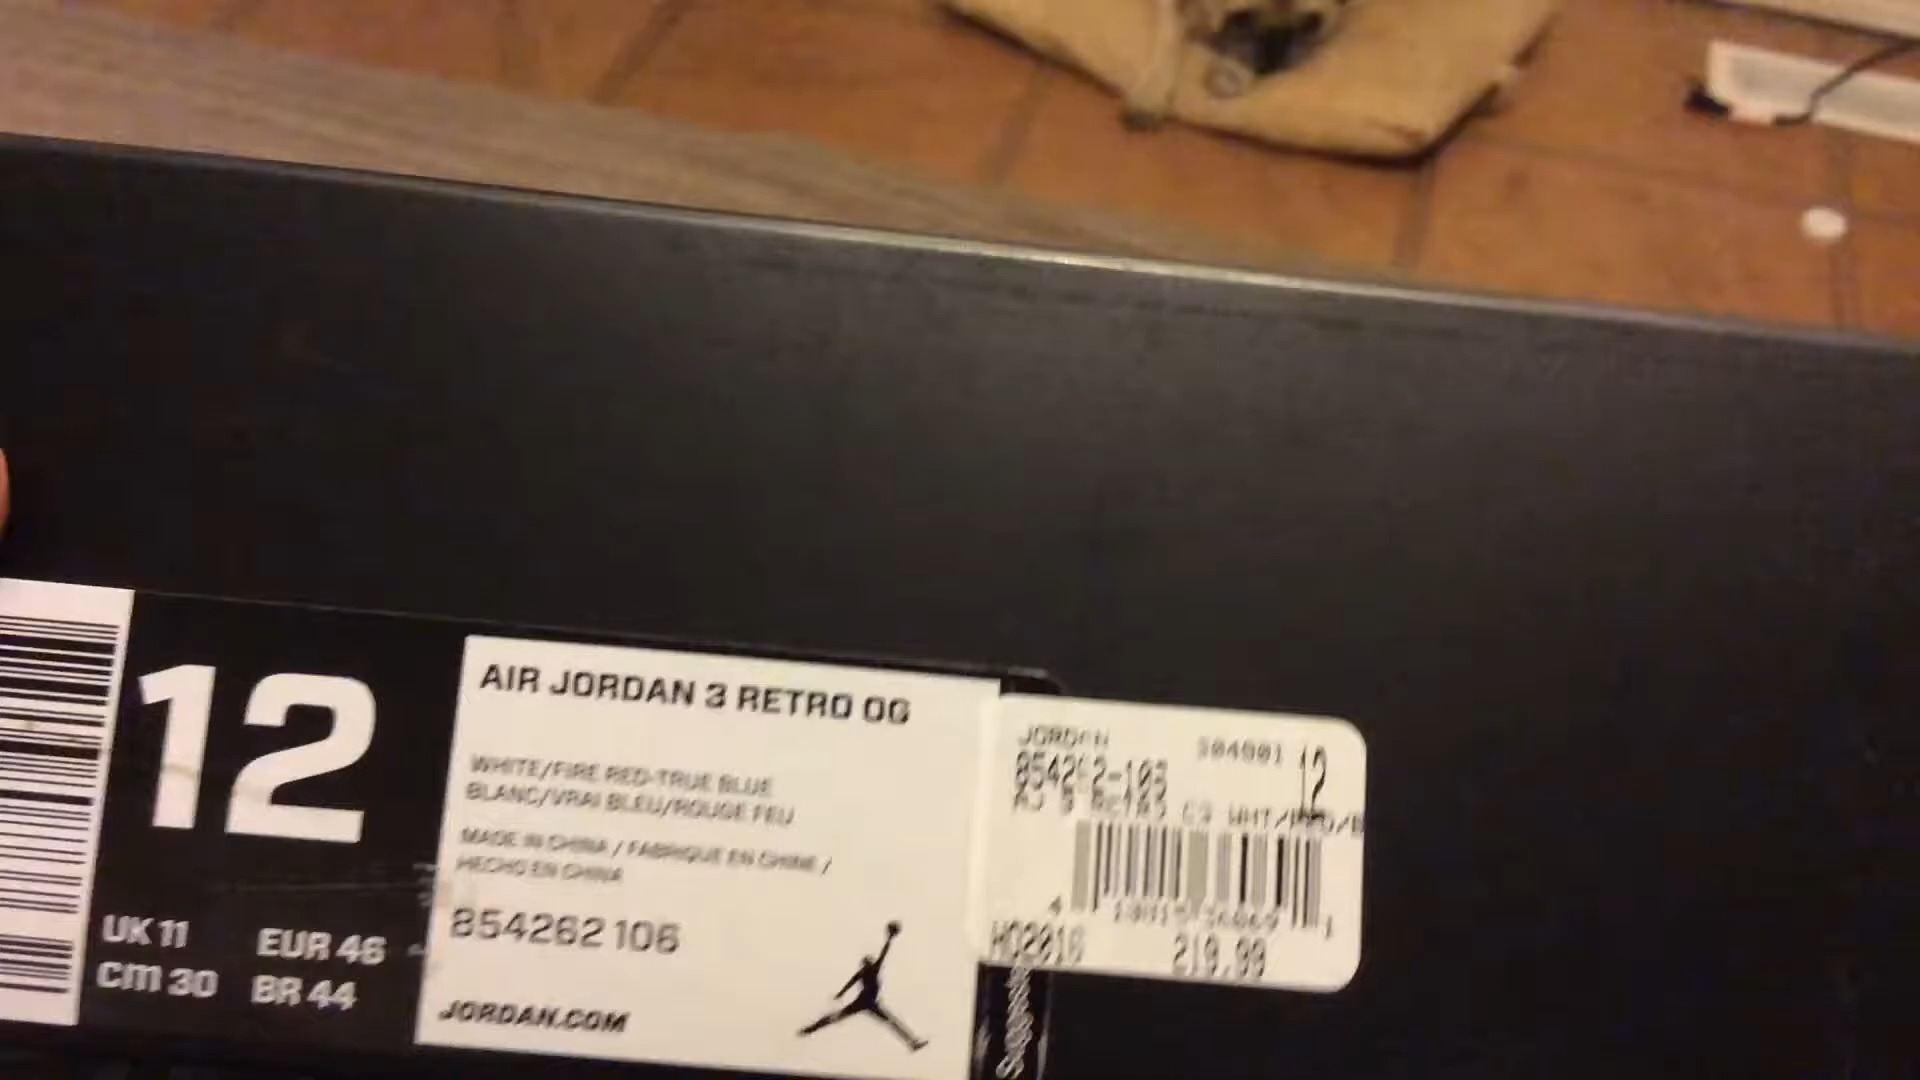 12
UK 11 EUR 46
cm 30 BR 44
AIR JORDAN 3 RETRO OG
WHITE/FIRE RED-TRUE BLUE
BLANC/VRAI BLEU/ROUGE FEU
MADE IN CHINA / FABRIQUE EN CHINE /
HECHO EN CHINA
854262 106
JORDAN.COM
JORDAN 12
219.99